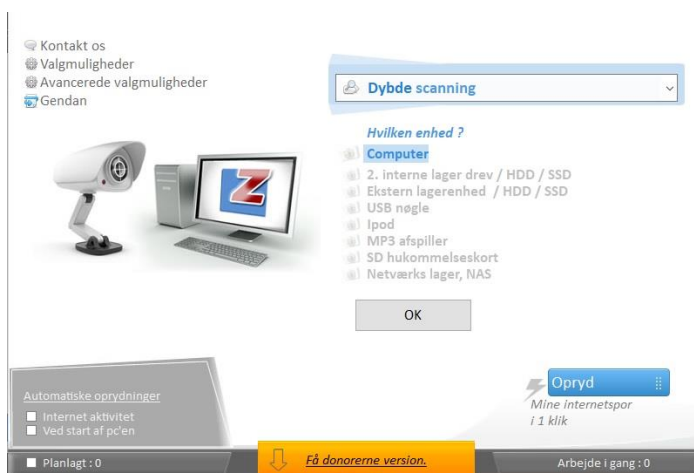 Kontakt os
Valgmuligheder
Avancerede valgmuligheder
Gendan
Dybde scanning
Hvilken enhed ?
Computer
2. interne lager drev / HDD / SSD
Ekstern lagerenhed / HDD / SSD
USB nøgle
Ipod
MP3 afspiller
SD hukommelseskort
Netværks lager, NAS
OK
Z
Automatiske oprydninger
Internet aktivitet
Ved start af pc'en
Opryd
Mine internetspor
i 1 klik
Planlagt : 0
Få donorerne version.
Arbejde i gang : 0